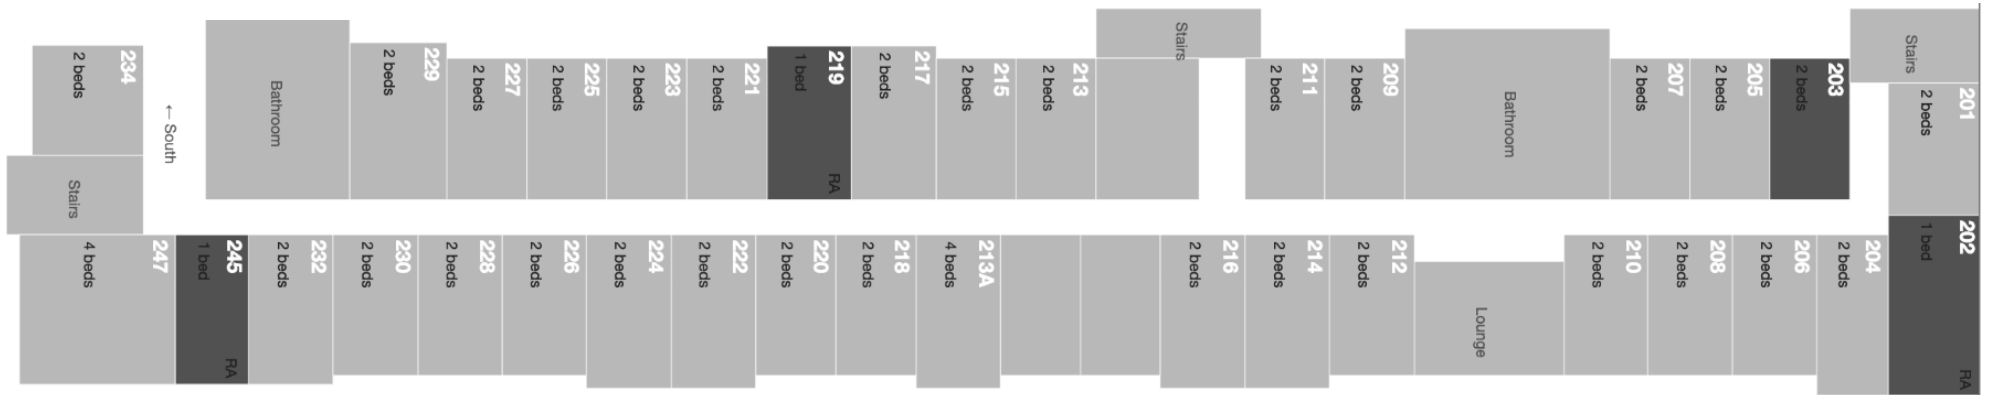 234
2 beds
Stairs
← South
Bathroom
229
2 beds
227
2 beds
225
2 beds
223
2 beds
221
2 beds
219
1 bed
RA
217
2 beds
215
2 beds
213
2 beds
Stairs
211
2 beds
209
2 beds
Bathroom
207
2 beds
205
2 beds
203
2 beds
Stairs
201
2 beds
202
1 bed
RA
247
4 beds
245
1 bed
RA
232
2 beds
230
2 beds
228
2 beds
226
2 beds
224
2 beds
222
2 beds
220
2 beds
218
2 beds
213A
4 beds
216
2 beds
214
2 beds
212
2 beds
Lounge
210
2 beds
208
2 beds
206
2 beds
204
2 beds